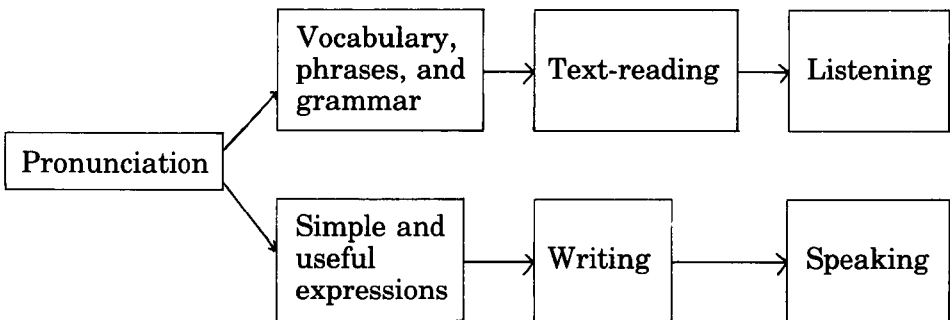 Vocabulary,
phrases, and
grammar
Text-reading
Listening
Pronunciation
Simple and
useful
expressions
Writing
Speaking